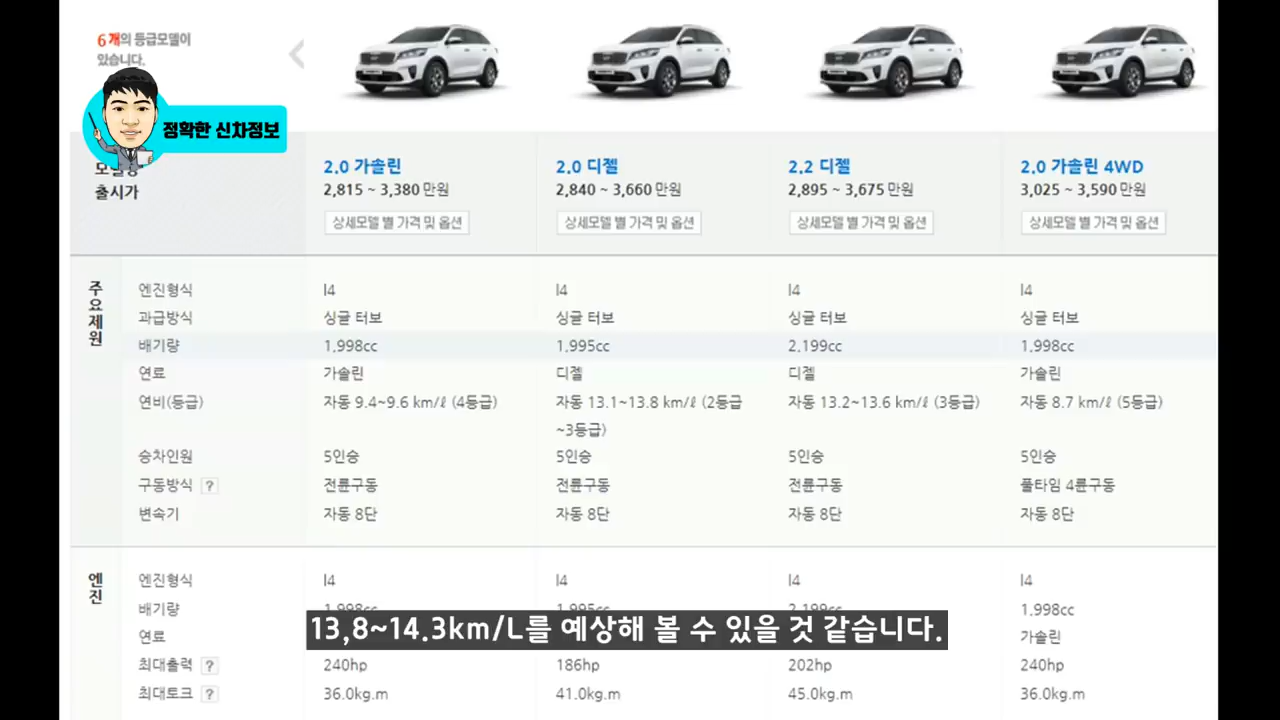 6개의 등급모델이
있습니다.
정확한 신차정보
출시가
2.0 가솔린 2.0 디젤 2.2 디젤 2.0 가솔린 4WD
2,815 ~ 3,380 만원 2,840 ~ 3,660 만원 2,895 ~ 3,675 만원 3,025 ~ 3,590 만원
상세모델 별 가격 및 옵션 상세모델 별 가격 및 옵션 상세모델 별 가격 및 옵션 상세모델 별 가격 및 옵션
주요제원
엔진형식 I4 I4 I4 I4
과급방식 싱글 터보 싱글 터보 싱글 터보 싱글 터보
배기량 1,998cc 1,995cc 2,199cc 1,998cc
연료 가솔린 디젤 디젤 가솔린
연비(등급) 자동 9.4~9.6 km/ℓ (4등급) 자동 13.1~13.8 km/ℓ (2등급 자동 13.2~13.6 km/ℓ (3등급) 자동 8.7 km/ℓ (5등급)
~3등급)
승차인원 5인승 5인승 5인승 5인승
구동방식 ? 전륜구동 전륜구동 전륜구동 풀타임 4륜구동
변속기 자동 8단 자동 8단 자동 8단 자동 8단
엔진
엔진형식 I4 I4 I4 I4
배기량 1,998cc 1,995cc 2,199cc 1,998cc
연료 가솔린
13,8~14.3km/L를 예상해 볼 수 있을 것 같습니다.
최대출력 ? 240hp 186hp 202hp 240hp
최대토크 ? 36.0kg.m 41.0kg.m 45.0kg.m 36.0kg.m